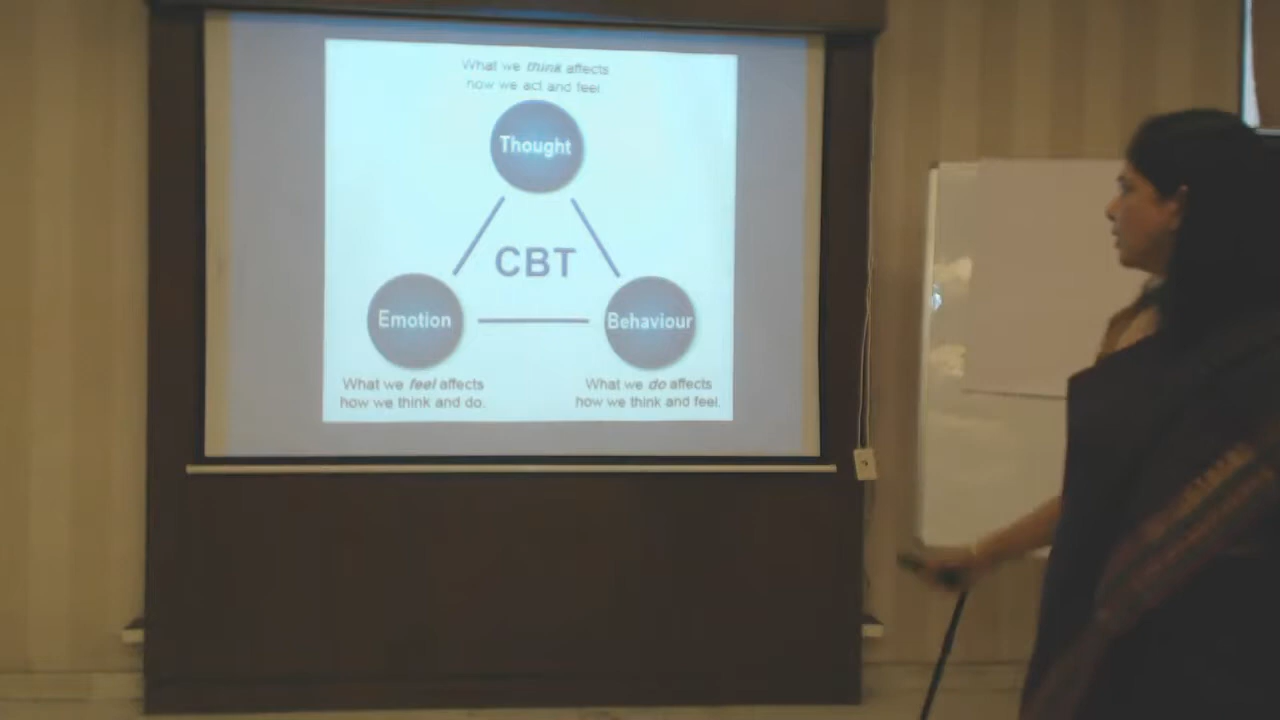 What we think affects
how we act and feel
Thought
CBT
Emotion
Behaviour
What we feel affects
how we think and do.
What we do affects
how we think and feel.